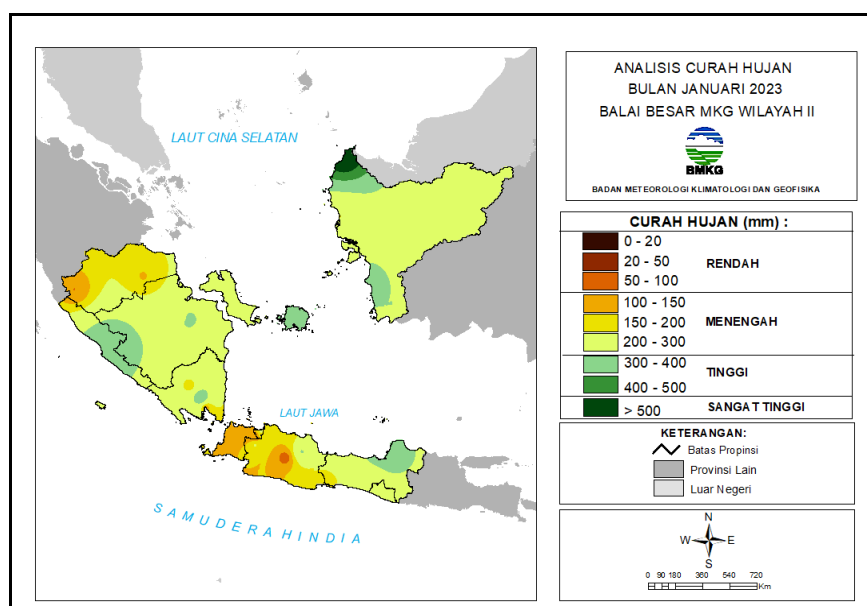 LAUT CINA SELATAN
LAUT JAWA
S A M U D E R A H I N D I A
ANALISIS CURAH HUJAN
BULAN JANUARI 2023
BALAI BESAR MKG WILAYAH II
BMKG
BADAN METEOROLOGI KLIMATOLOGI DAN GEOFISIKA
CURAH HUJAN (mm) :
0 - 20
20 - 50
50 - 100
RENDAH
100 - 150
150 - 200
200 - 300
MENENGAH
300 - 400
400 - 500
TINGGI
> 500
SANGAT TINGGI
KETERANGAN:
Batas Propinsi
Provinsi Lain
Luar Negeri
N
W E
S
0 90 180 360 540 720
Km